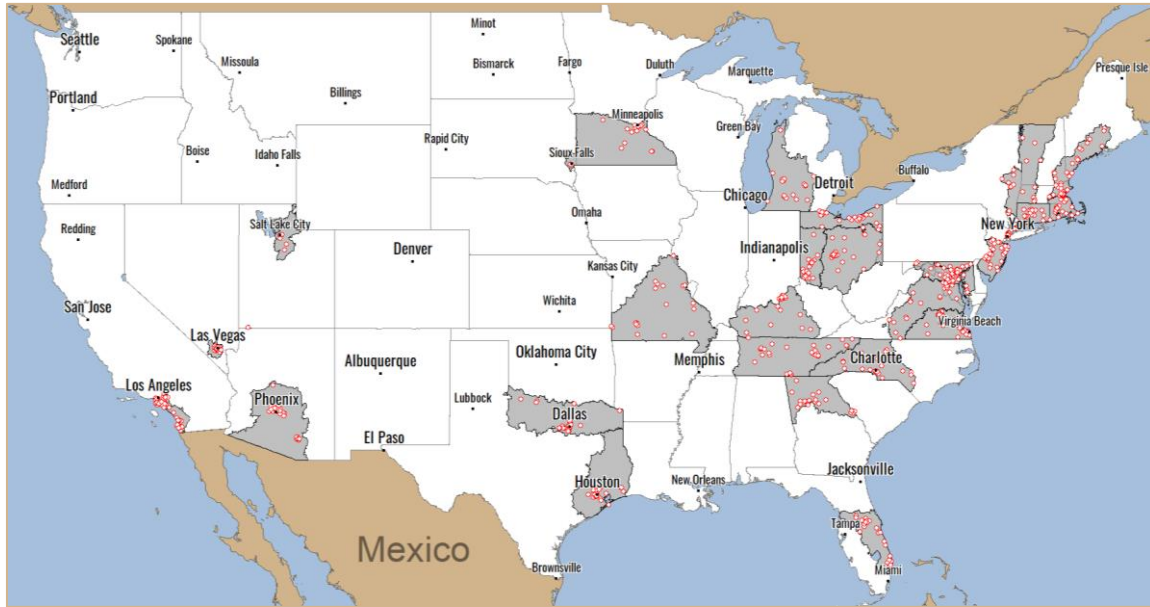 Minot
Seattle
Spokane
Missoula
Bismarck
Fargo
Duluth
Marquette
Presque Isle
Portland
Billings
Minneapolis
Green Bay
Boise
Idaho Falls
Rapid City
Sioux Falls
Buffalo
Medford
Chicago
Detroit
Redding
Salt Lake City
Omaha
New York
Denver
Indianapolis
Kansas City
San Jose
Wichita
Las Vegas
Virginia Beach
Albuquerque
Oklahoma City
Memphis
Charlotte
Los Angeles
Phoenix
Lubbock
Dallas
El Paso
Jacksonville
Houston
New Orleans
Tampa
Mexico
Brownsville
Miami